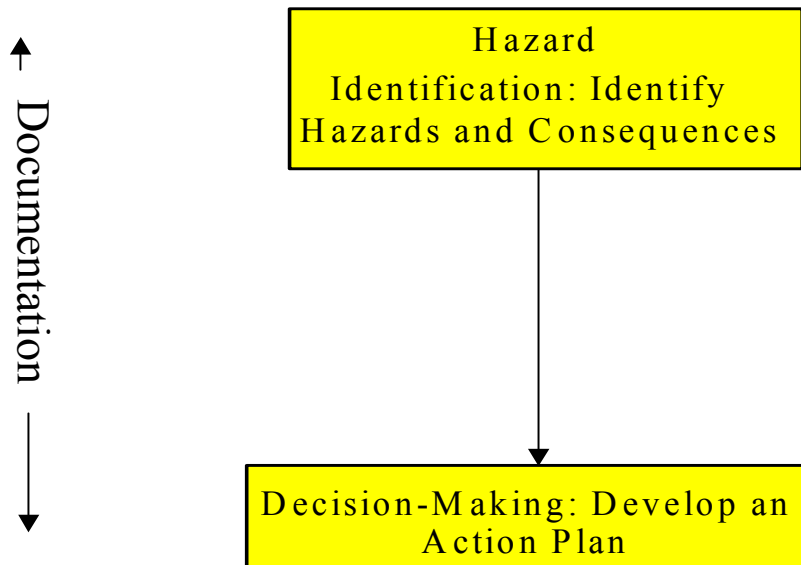 Documentation
Hazard
Identification: Identify
Hazards and Consequences
Decision-Making: Develop an
Action Plan